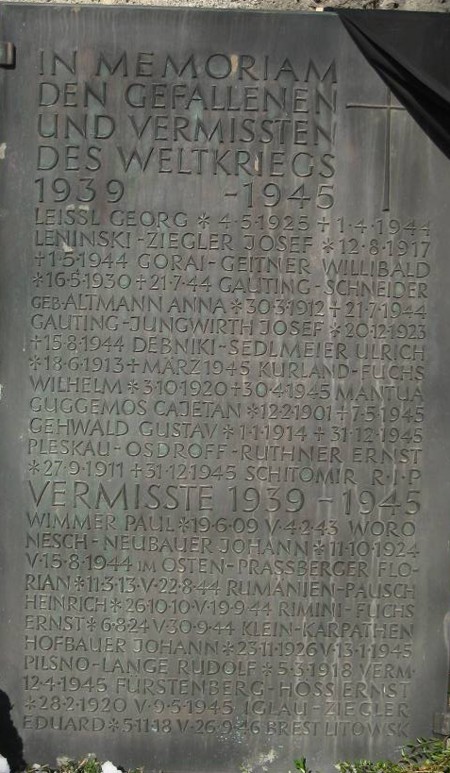 IN MEMORIAM
DEN GEFALLENEN
UND VERMISSTEN
DES WELTKRIEGS
1939 -1945
LEISSL GEORG * 4·5·1925 + 1·4·1944
LENINSKI-ZIEGLER JOSEF * 12·8·1917
+ 1·5·1944 GORAI-GEITNER WILLIBALD
* 16·5·1930 + 21·7·44 GAUTING-SCHNEIDER
GEB·ALTMANN ANNA * 30·3·1912 + 21·7·44
GAUTING-JUNGWIRTH JOSEF * 20·12·1923
+ 15·8·1944 DEBNIKI-SEDLMEIER ULRICH
* 18·6·1913 + MÄRZ 1945 KURLAND-FUCHS
WILHELM * 3·10·1920 + 30·4·1945 MANTUA
GUGGEMOS CAJETAN * 12·2·1901 + 7·5·1945
GEHWALD GUSTAV * 1·1·1914 + 31·12·1945
PLESKAU-OSDROFF-RUTHNER ERNST
* 27·9·1911 + 31·12·1945 SCHITOMIR R·I·P
VERMISSTE 1939 - 1945
WIMMER PAUL * 19·6·09 V·4·2·43 WORO
NESCH-NEUBAUER JOHANN * 11·10·1924
V·15·8·1944 IM OSTEN-PRASSBERGER FLO-
RIAN * 11·3·13·V·22·8·44 RUMÄNIEN-PAUSCH
HEINRICH * 26·10·10·V·19·9·44 RIMINI-FUCHS
ERNST * 6·8·24 V·30·9·44 KLEIN-KARPATHEN
HOFBAUER JOHANN * 23·11·1926 V·13·1·1945
PILSNO-LANGE RUDOLF * 5·3·1918 VERM·
12·4·1945 FÜRSTENBERG-HÖSS ERNST
* 28·2·1920 V·9·5·1945 IGLAU-ZIEGLER
EDUARD * 5·11·18 V·26·9·46 BREST LITOWSK